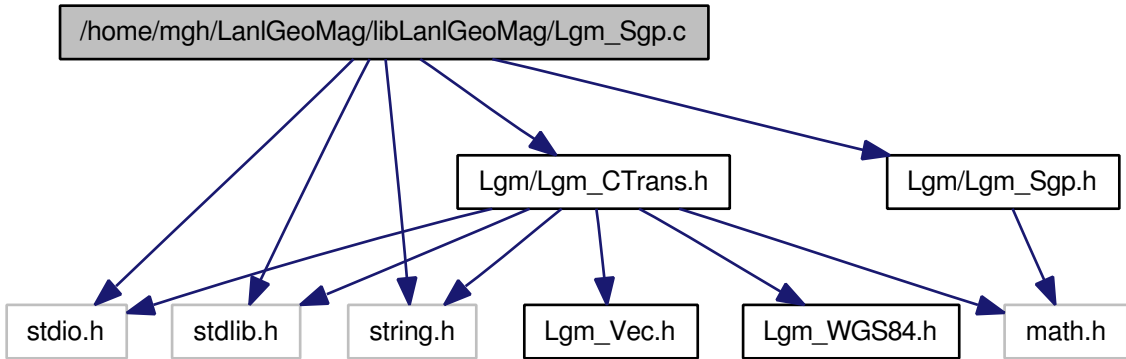 /home/mgh/LanlGeoMag/libLanlGeoMag/Lgm_Sgp.c
Lgm/Lgm_CTrans.h
Lgm/Lgm_Sgp.h
stdio.h
stdlib.h
string.h
Lgm_Vec.h
Lgm_WGS84.h
math.h